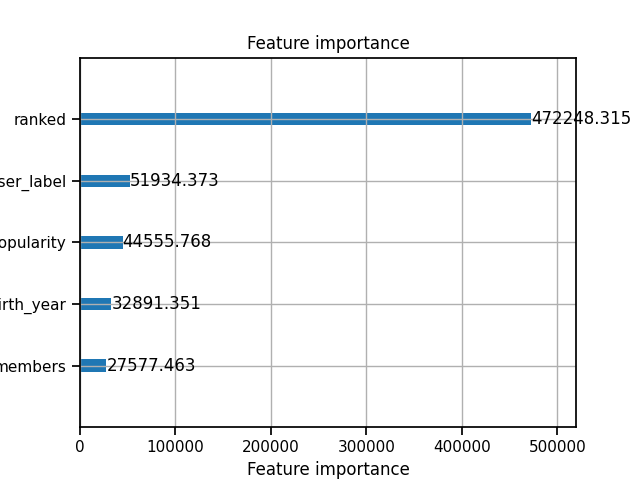 Feature importance
ranked 472248.315
ser_label 51934.373
opularity 44555.768
irth_year 32891.351
members 27577.463
0 100000 200000 300000 400000 500000
Feature importance